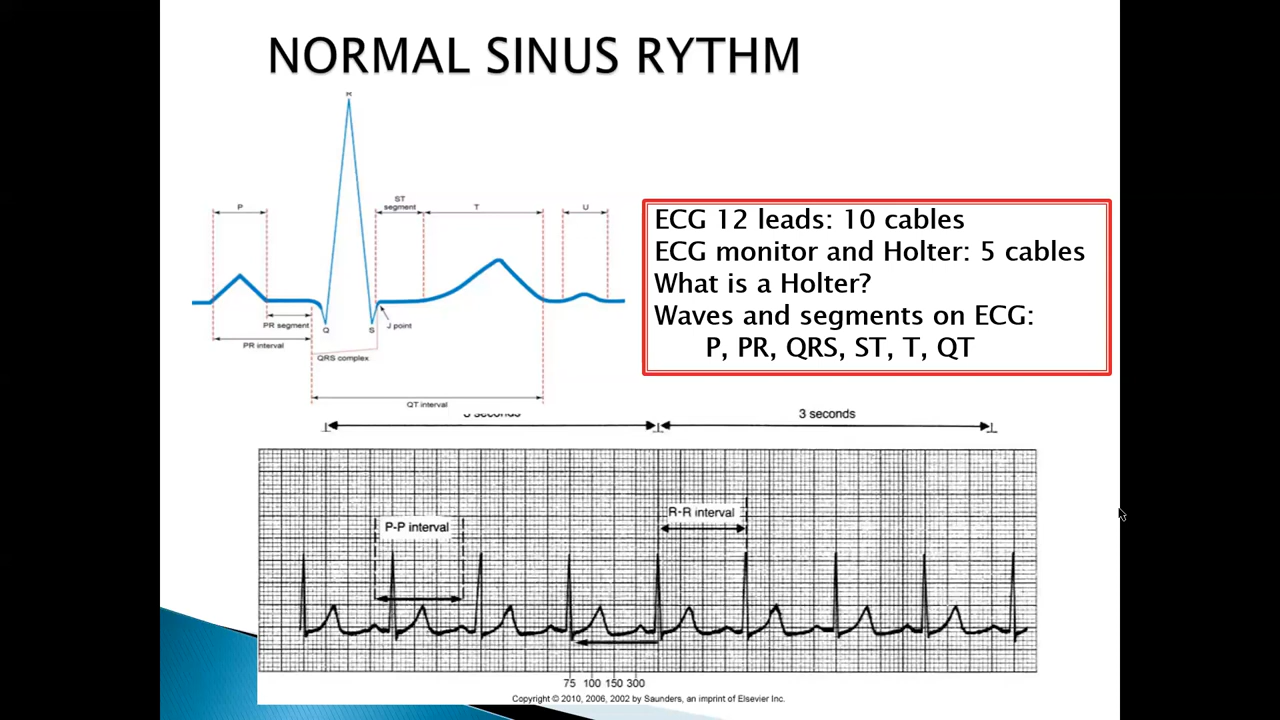 NORMAL SINUS RYTHM
R
P
ST
segment
T
U
PR segment
Q
S
J point
PR interval
QRS complex
QT interval
ECG 12 leads: 10 cables
ECG monitor and Holter: 5 cables
What is a Holter?
Waves and segments on ECG:
P, PR, QRS, ST, T, QT
3 seconds
3 seconds
R-R interval
P-P interval
75 100 150 300
Copyright © 2010, 2006, 2002 by Saunders, an imprint of Elsevier Inc.